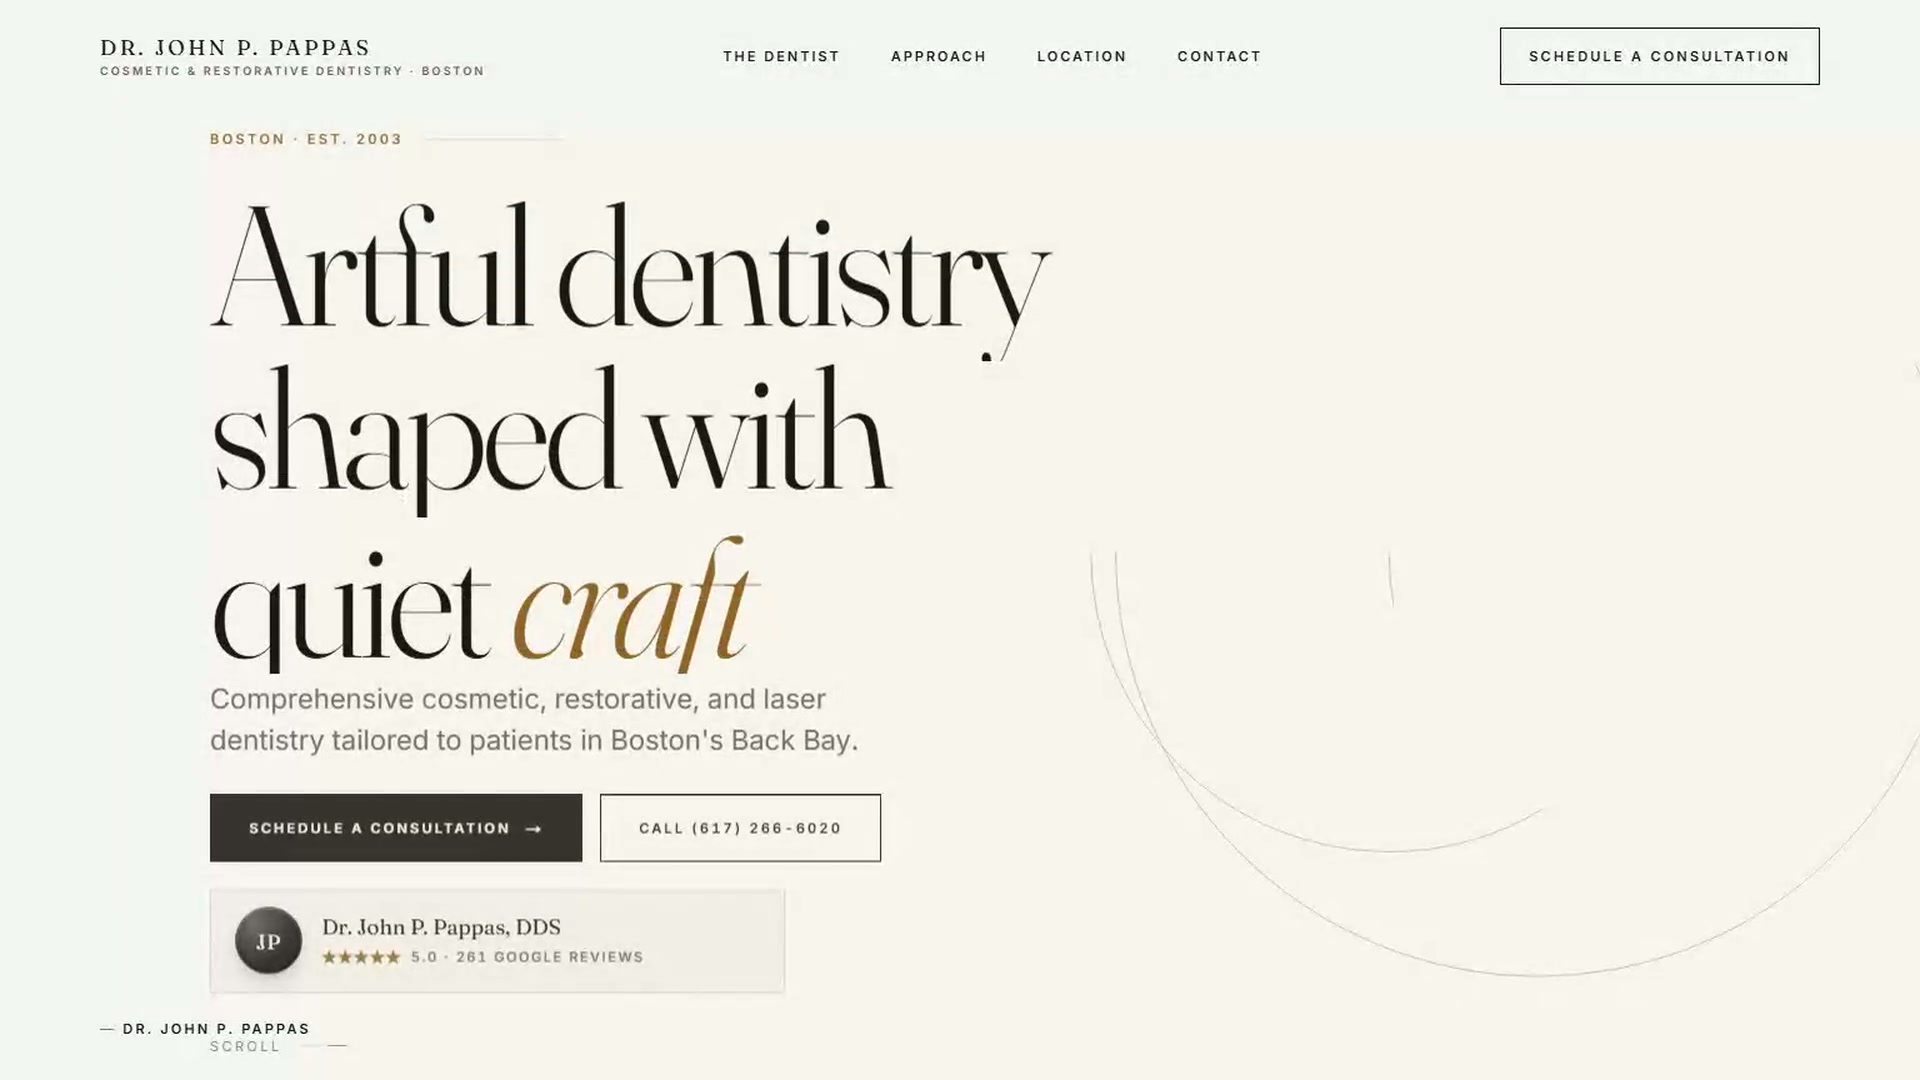 DR. JOHN P. PAPPAS
COSMETIC & RESTORATIVE DENTISTRY · BOSTON
THE DENTIST
APPROACH
LOCATION
CONTACT
SCHEDULE A CONSULTATION
BOSTON · EST. 2003
Artful dentistry
shaped with
quiet craft
Comprehensive cosmetic, restorative, and laser
dentistry tailored to patients in Boston's Back Bay.
SCHEDULE A CONSULTATION →
CALL (617) 266-6020
JP
Dr. John P. Pappas, DDS
★★★★★ 5.0 · 261 GOOGLE REVIEWS
— DR. JOHN P. PAPPAS
SCROLL